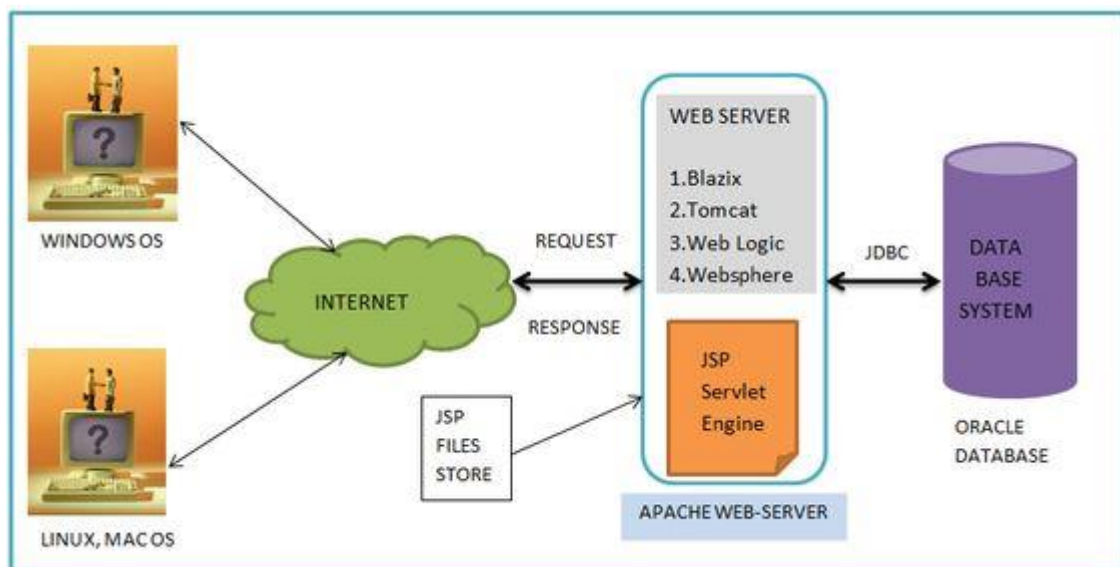 ?
WINDOWS OS
?
LINUX, MAC OS
INTERNET
REQUEST
RESPONSE
JSP
FILES
STORE
WEB SERVER
1.Blazix
2.Tomcat
3.Web Logic
4.Websphere
JSP
Servlet
Engine
APACHE WEB-SERVER
JDBC
DATA
BASE
SYSTEM
ORACLE
DATABASE